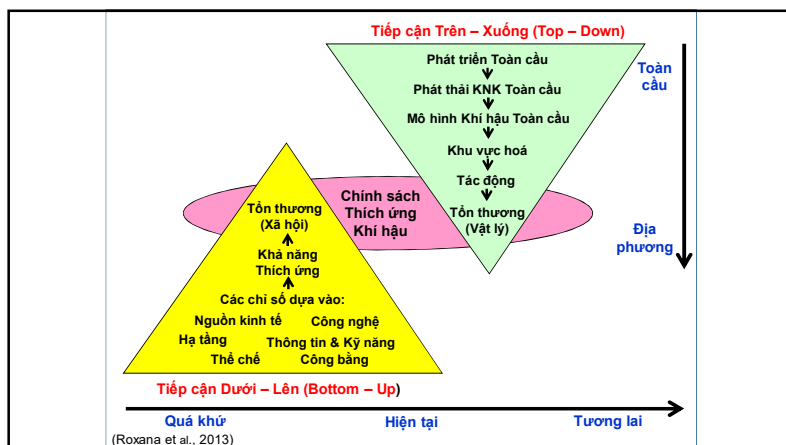 Tiếp cận Trên – Xuống (Top – Down)
Phát triển Toàn cầu
Phát thải KNK Toàn cầu
Mô hình Khí hậu Toàn cầu
Khu vực hoá
Tác động
Tổn thương
(Vật lý)
Toàn
cầu
Địa
phương
Chính sách
Thích ứng
Khí hậu
Tổn thương
(Xã hội)
Khả năng
Thích ứng
Các chỉ số dựa vào:
Nguồn kinh tế Công nghệ
Hạ tầng Thông tin & Kỹ năng
Thể chế Công bằng
Tiếp cận Dưới – Lên (Bottom – Up)
Quá khứ Hiện tại Tương lai
(Roxana et al., 2013)